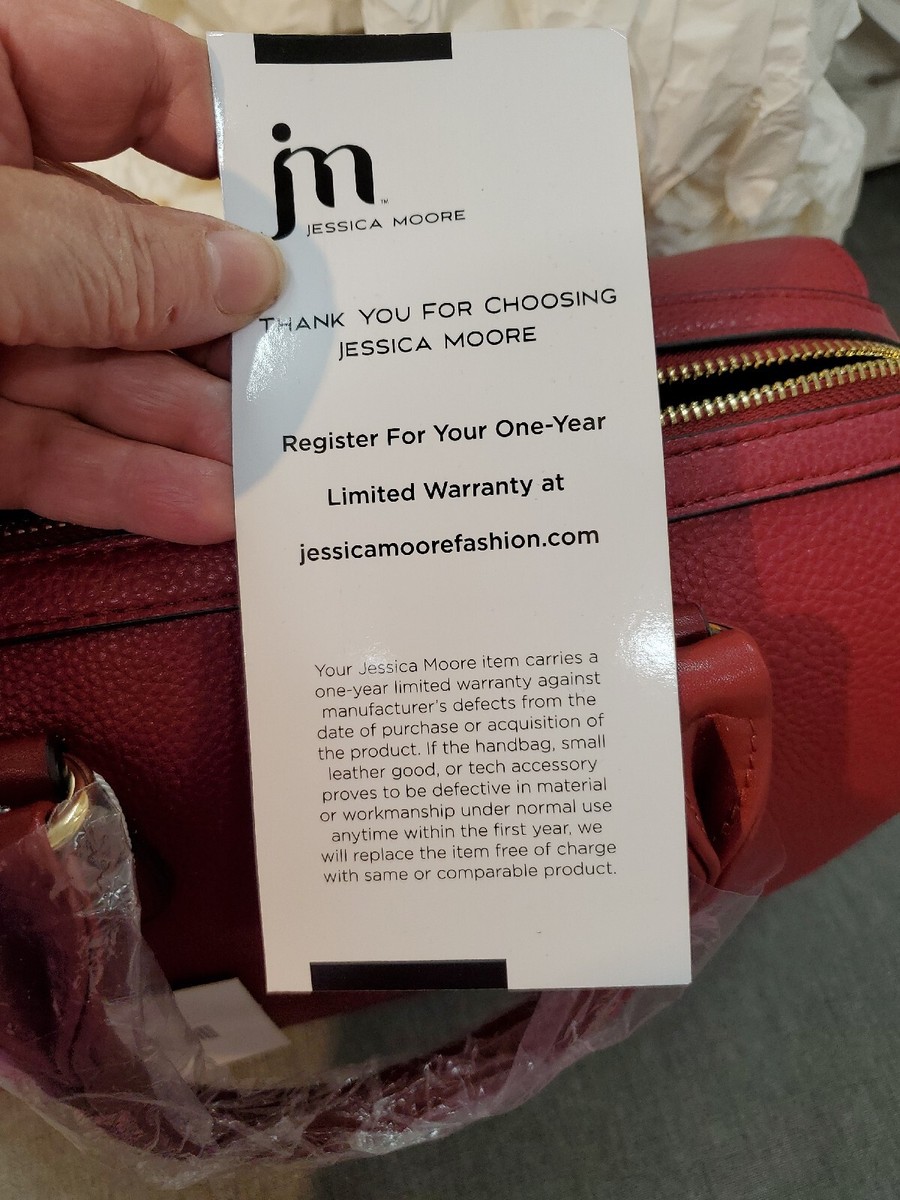 jm™
JESSICA MOORE
THANK YOU FOR CHOOSING
JESSICA MOORE
Register For Your One-Year
Limited Warranty at
jessicamoorefashion.com
Your Jessica Moore item carries a
one-year limited warranty against
manufacturer's defects from the
date of purchase or acquisition of
the product. If the handbag, small
leather good, or tech accessory
proves to be defective in material
or workmanship under normal use
anytime within the first year, we
will replace the item free of charge
with same or comparable product.